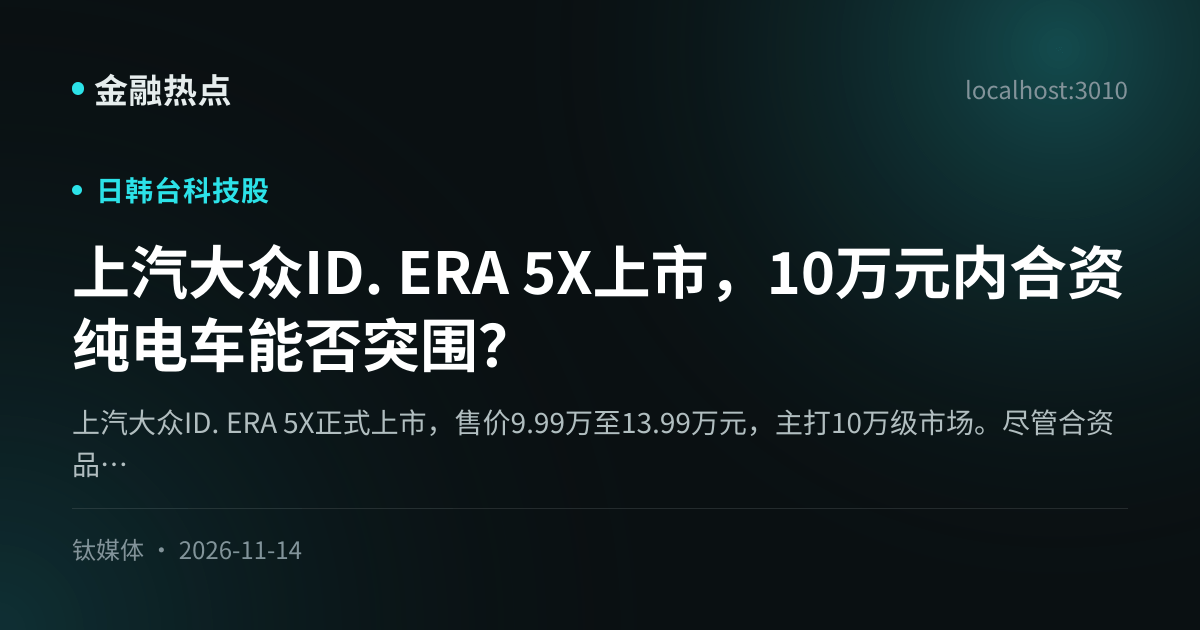 金融热点
localhost:3010
日韩台科技股
上汽大众ID. ERA 5X上市，10万元内合资
纯电车能否突围？
上汽大众ID. ERA 5X正式上市，售价9.99万至13.99万元，主打10万级市场。尽管合资
品…
钛媒体 · 2026-11-14